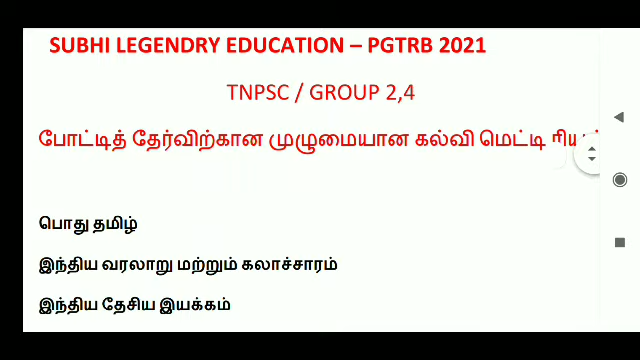 SUBHI LEGENDRY EDUCATION – PGTRB 2021
TNPSC / GROUP 2,4
போட்டித் தேர்விற்கான முழுமையான கல்வி
பொது தமிழ்
இந்திய வரலாறு மற்றும் கலாச்சாரம்
இந்திய தேசிய இயக்கம்